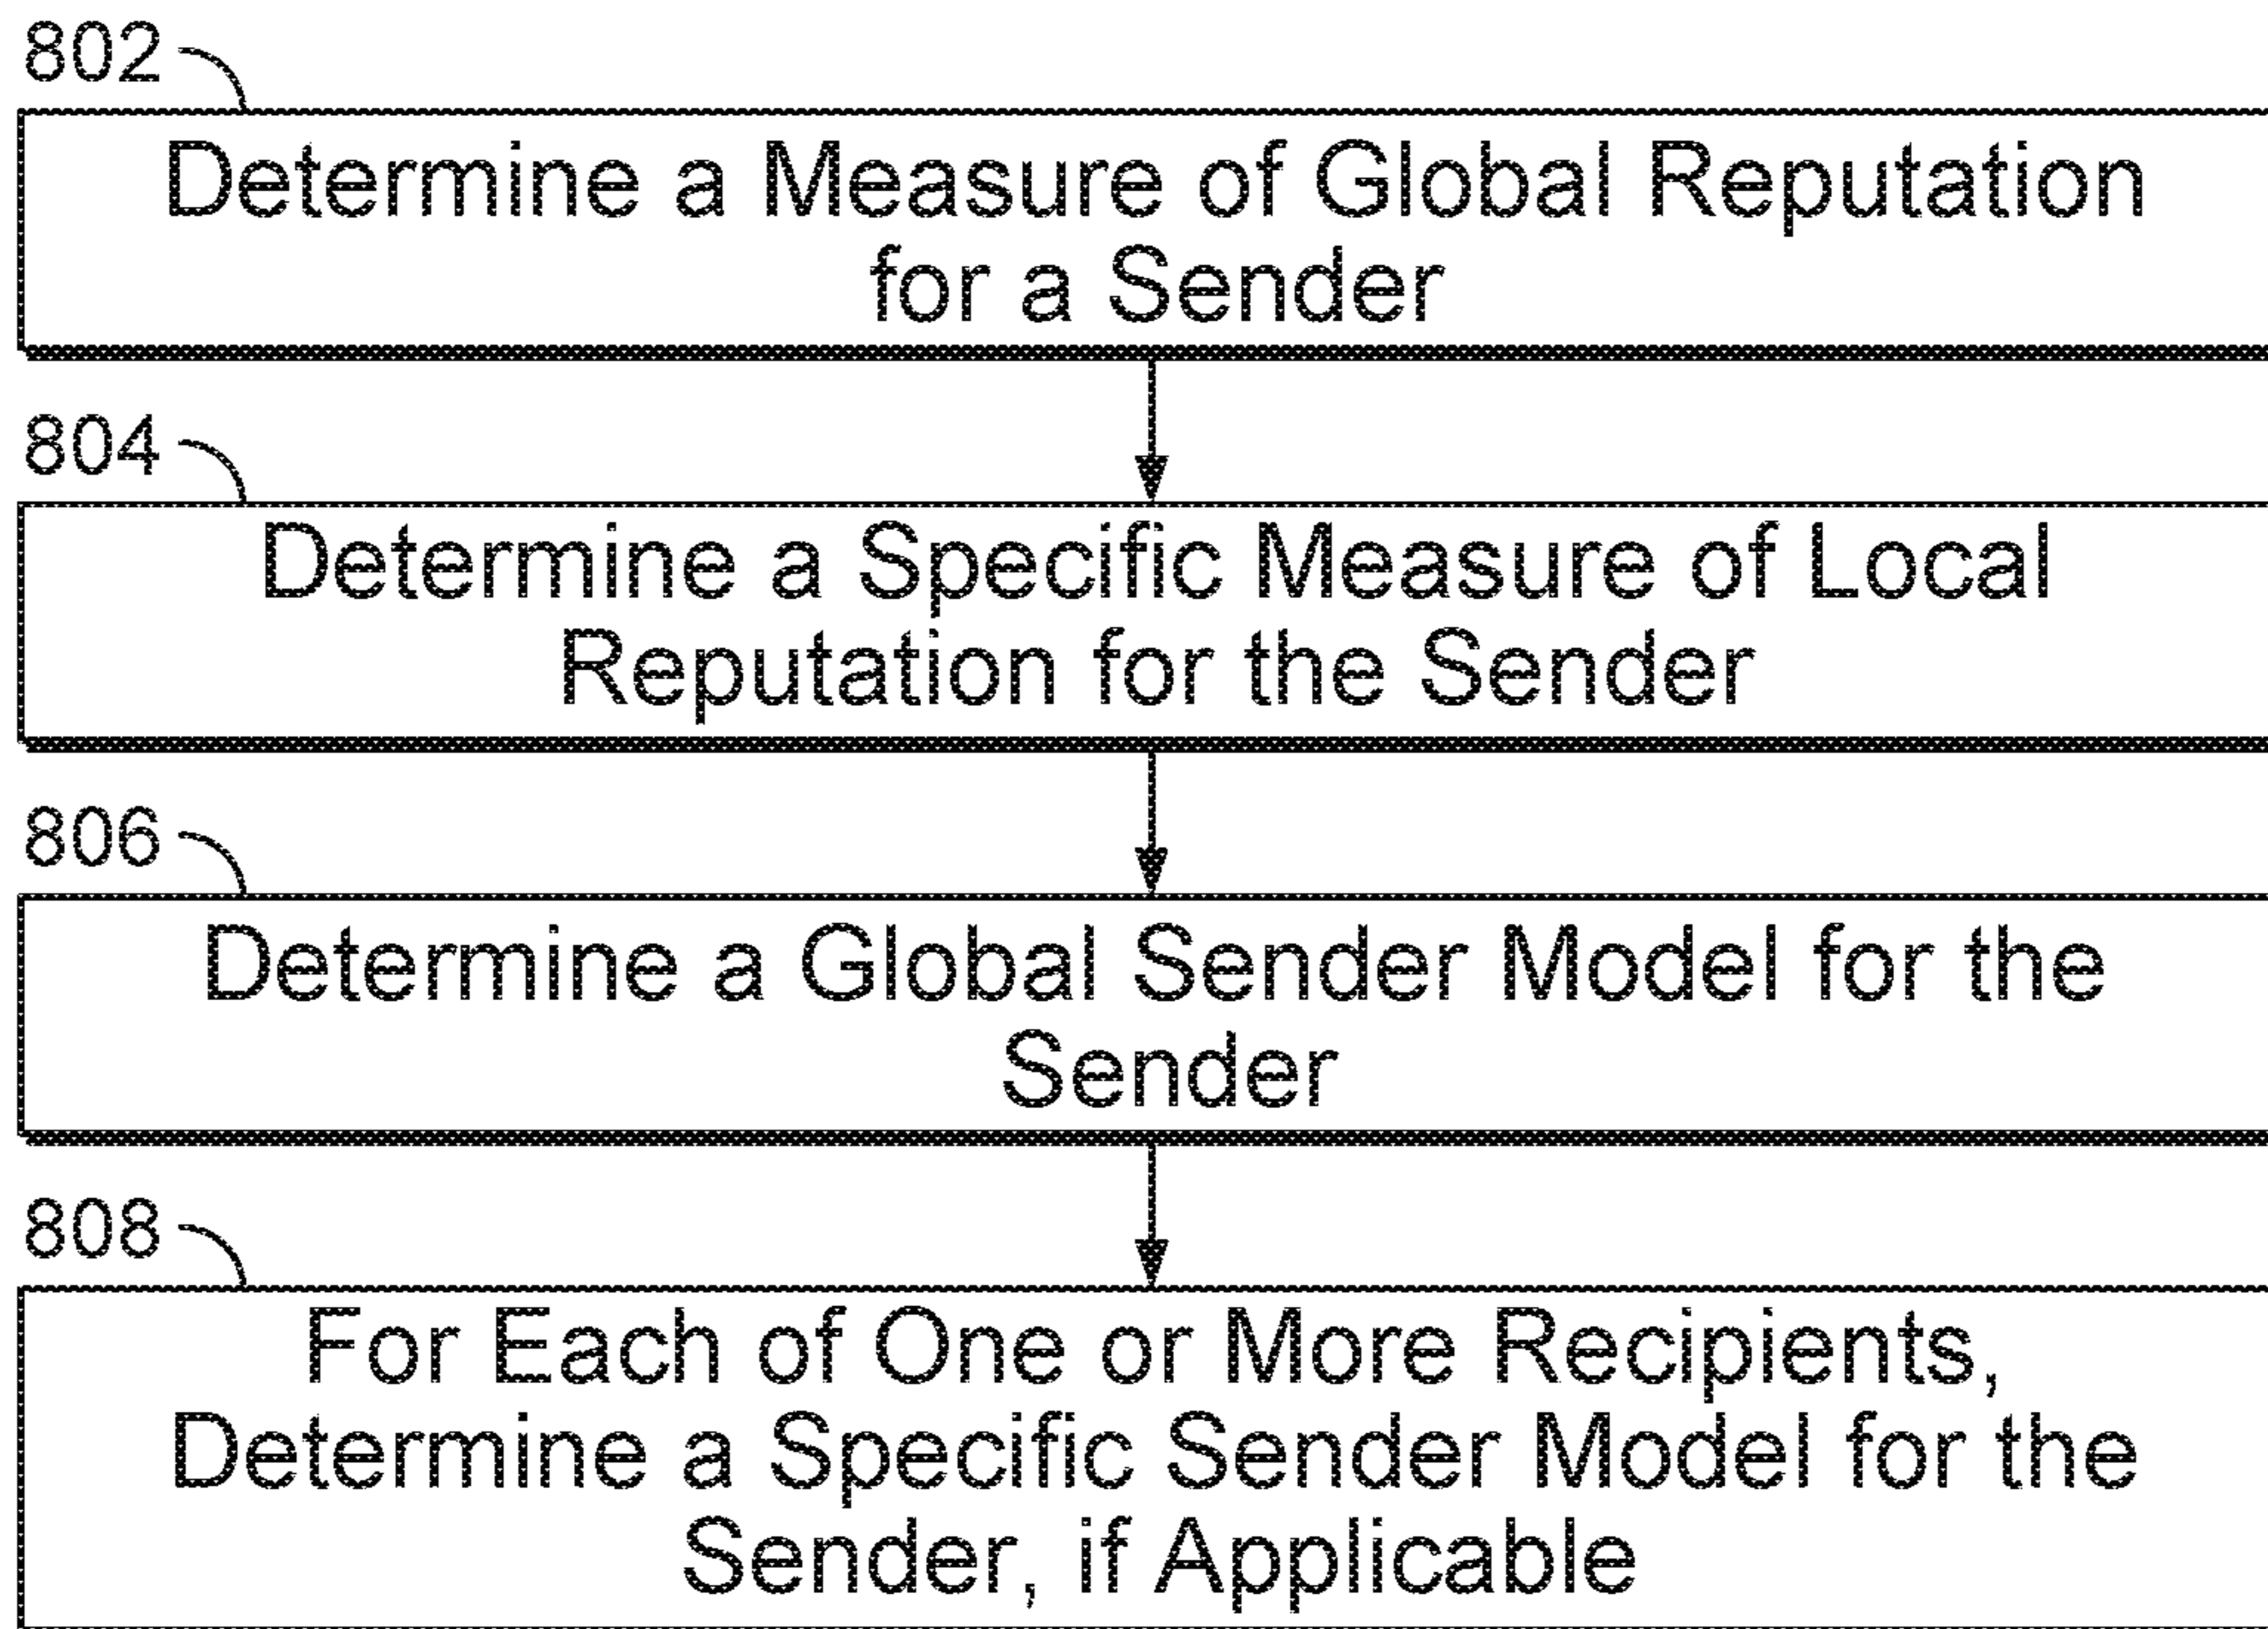 802
Determine a Measure of Global Reputation
for a Sender
804
Determine a Specific Measure of Local
Reputation for the Sender
806
Determine a Global Sender Model for the
Sender
808
For Each of One or More Recipients,
Determine a Specific Sender Model for the
Sender, if Applicable